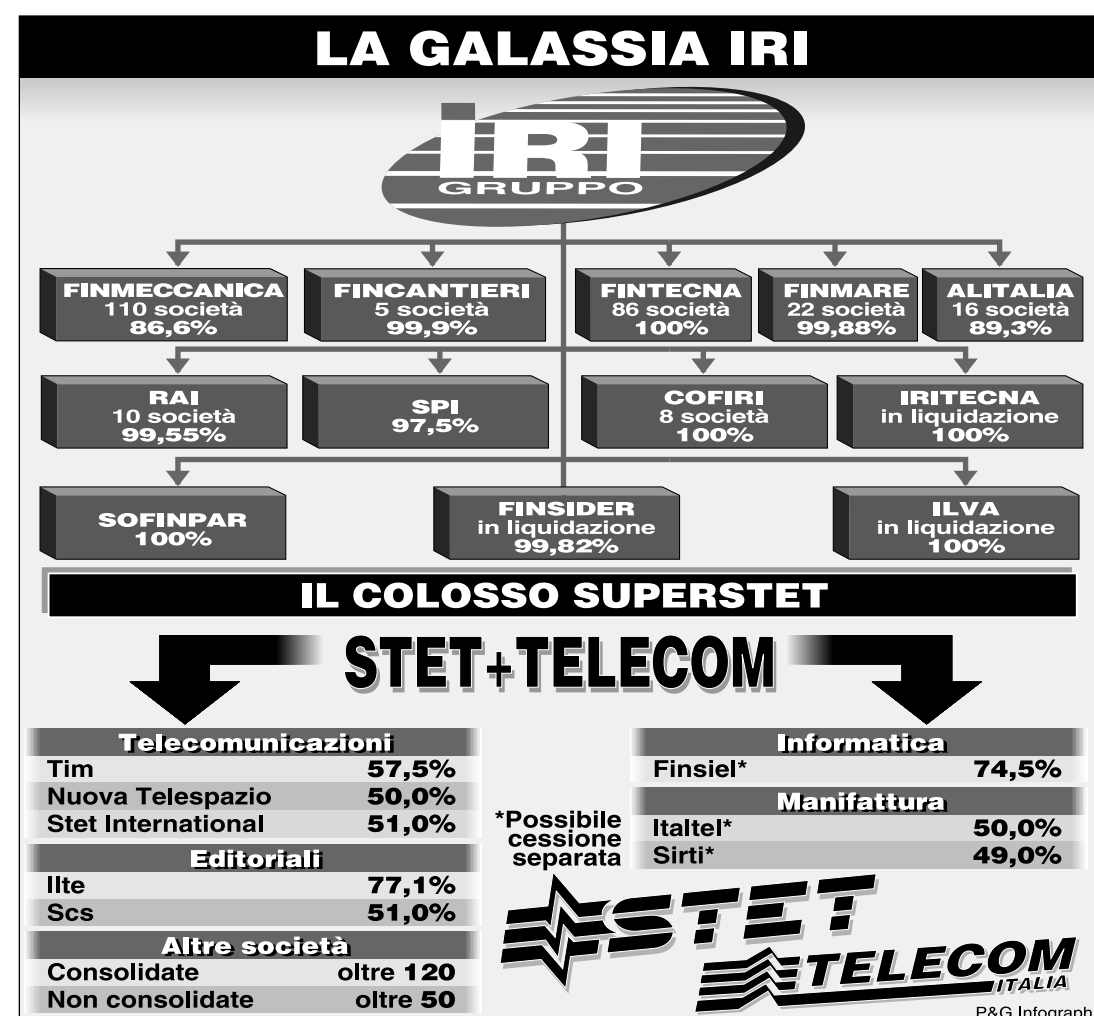 LA GALASSIA IRI
IRI
GRUPPO
FINMECCANICA
110 società
86,6%
FINCANTIERI
5 società
99,9%
FINTECNA
86 società
100%
FINMARE
22 società
99,88%
ALITALIA
16 società
89,3%
RAI
10 società
99,55%
SPI
97,5%
COFIRI
8 società
100%
IRITECNA
in liquidazione
100%
SOFINPAR
100%
FINSIDER
in liquidazione
99,82%
ILVA
in liquidazione
100%
IL COLOSSO SUPERSTET
STET+TELECOM
Telecomunicazioni
Tim 57,5%
Nuova Telespazio 50,0%
Stet International 51,0%
Editoriali
Ilte 77,1%
Scs 51,0%
Altre società
Consolidate oltre 120
Non consolidate oltre 50
*Possibile
cessione
separata
Informatica
Finsiel* 74,5%
Manifattura
Italtel* 50,0%
Sirti* 49,0%
STET
TELECOM
ITALIA
P&G Infograph